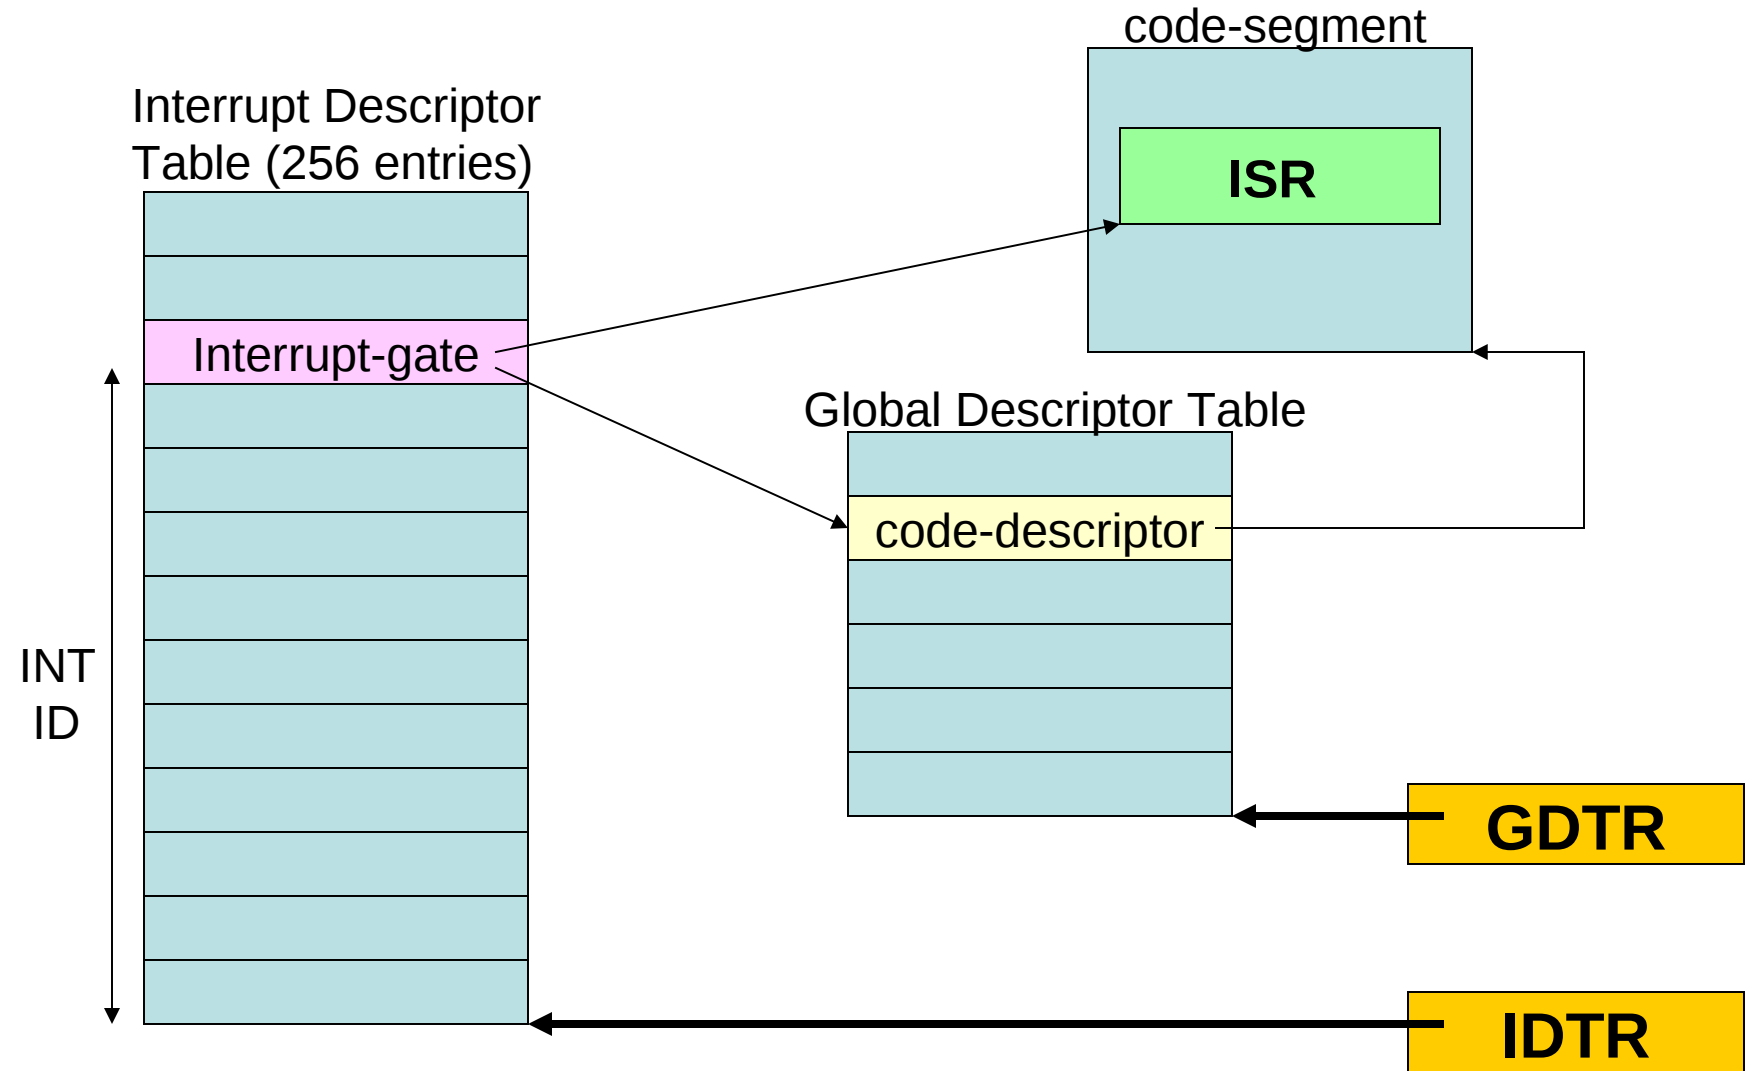 code-segment
Interrupt Descriptor
Table (256 entries)
ISR
Interrupt-gate
Global Descriptor Table
code-descriptor
INT
ID
GDTR
IDTR